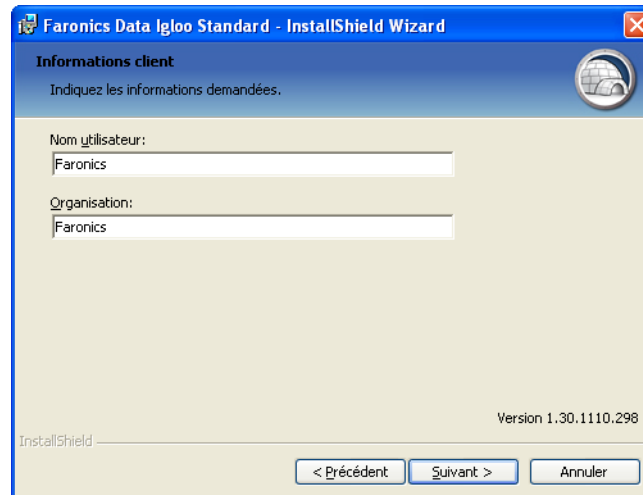 Faronics Data Igloo Standard - InstallShield Wizard
Informations client
Indiquez les informations demandées.
Nom utilisateur:
Faronics
Organisation:
Faronics
Version 1.30.1110.298
InstallShield
< Précédent Suivant > Annuler